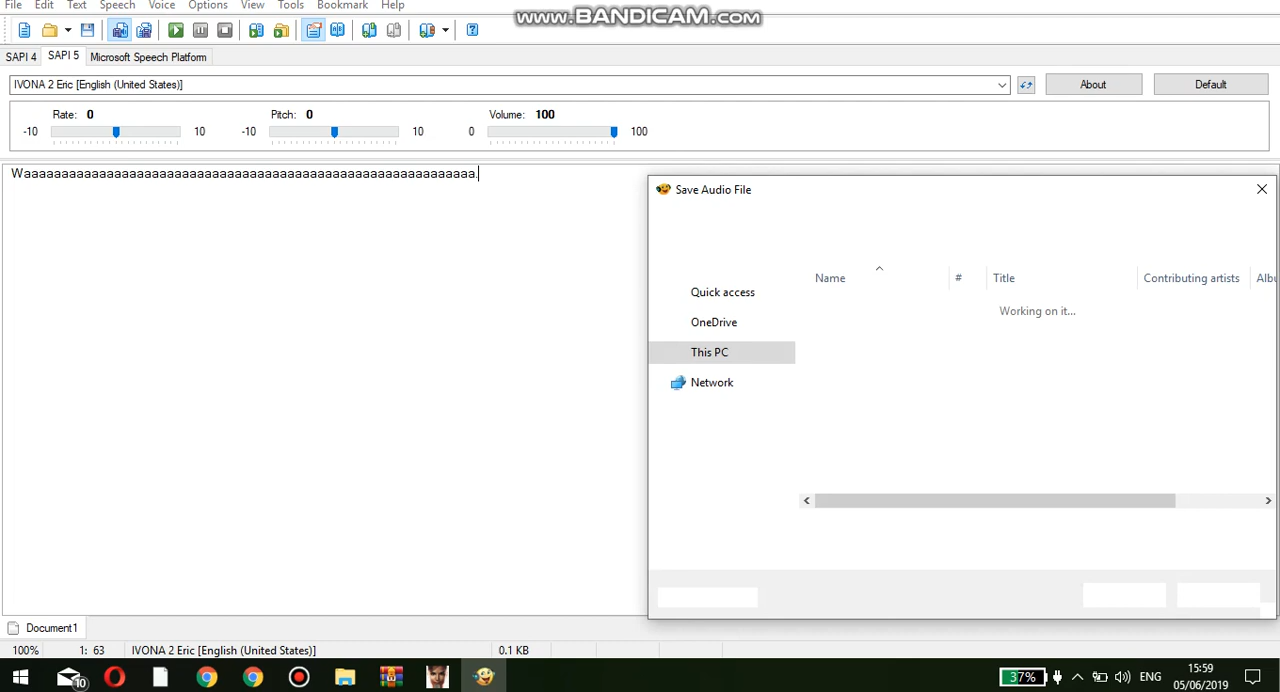 File Edit Text Speech Voice Options View Tools Bookmark Help
www.BANDICAM.com
SAPI 4 SAPI 5 Microsoft Speech Platform
IVONA 2 Eric [English (United States)] About Default
Rate: 0 Pitch: 0 Volume: 100
-10 10 -10 10 0 100
Waaaaaaaaaaaaaaaaaaaaaaaaaaaaaaaaaaaaaaaaaaaaaaaaaaaaaaaaaaaa.
Save Audio File
Name # Title Contributing artists Albu
Quick access
Working on it...
OneDrive
This PC
Network
Document1
100% 1: 63 IVONA 2 Eric [English (United States)] 0.1 KB
10 37% ENG 15:59
05/06/2019